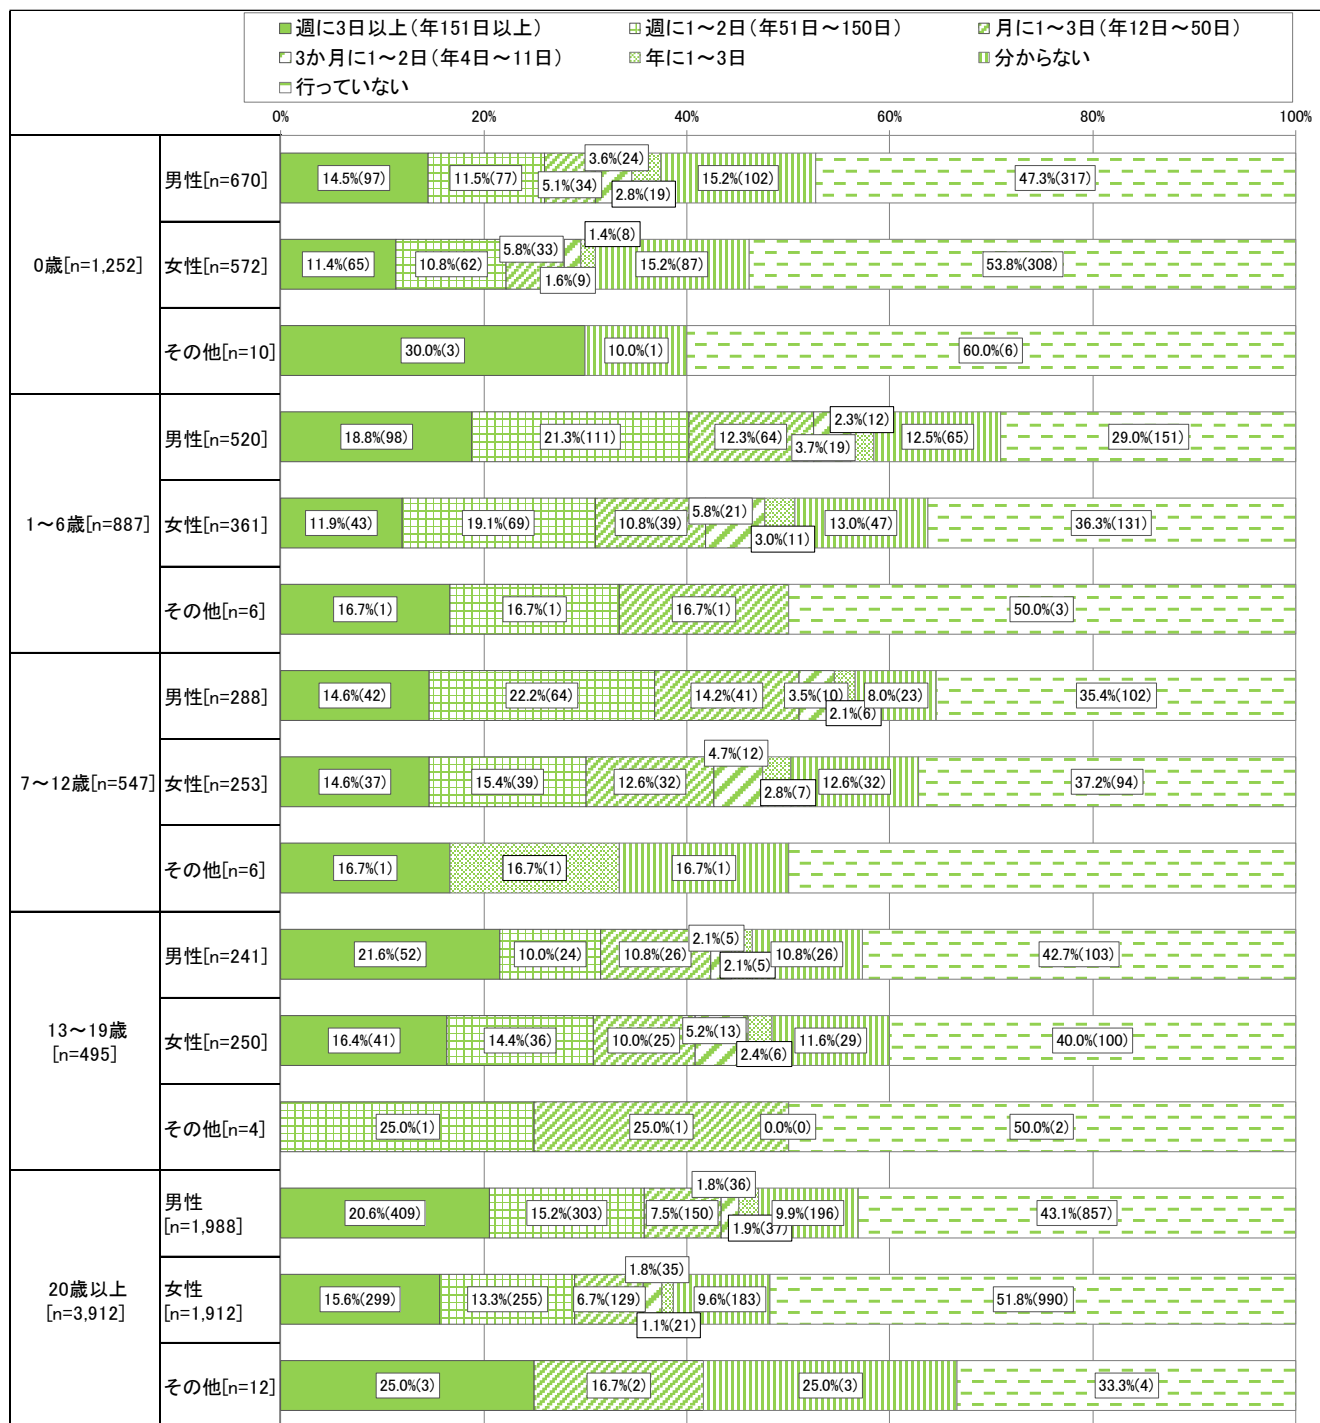 週に3日以上（年151日以上） 週に1～2日（年51日～150日） 月に1～3日（年12日～50日）
3か月に1～2日（年4日～11日） 年に1～3日 分からない
行っていない
0% 20% 40% 60% 80% 100%
0歳[n=1,252]
男性[n=670]
14.5%(97) 11.5%(77) 5.1%(34) 3.6%(24) 2.8%(19) 15.2%(102) 47.3%(317)
女性[n=572]
11.4%(65) 10.8%(62) 5.8%(33) 1.6%(9) 1.4%(8) 15.2%(87) 53.8%(308)
その他[n=10]
30.0%(3) 10.0%(1) 60.0%(6)
1～6歳[n=887]
男性[n=520]
18.8%(98) 21.3%(111) 12.3%(64) 3.7%(19) 2.3%(12) 12.5%(65) 29.0%(151)
女性[n=361]
11.9%(43) 19.1%(69) 10.8%(39) 5.8%(21) 3.0%(11) 13.0%(47) 36.3%(131)
その他[n=6]
16.7%(1) 16.7%(1) 16.7%(1) 50.0%(3)
7～12歳[n=547]
男性[n=288]
14.6%(42) 22.2%(64) 14.2%(41) 3.5%(10) 2.1%(6) 8.0%(23) 35.4%(102)
女性[n=253]
14.6%(37) 15.4%(39) 12.6%(32) 4.7%(12) 2.8%(7) 12.6%(32) 37.2%(94)
その他[n=6]
16.7%(1) 16.7%(1) 16.7%(1)
13～19歳
[n=495]
男性[n=241]
21.6%(52) 10.0%(24) 10.8%(26) 2.1%(5) 2.1%(5) 10.8%(26) 42.7%(103)
女性[n=250]
16.4%(41) 14.4%(36) 10.0%(25) 5.2%(13) 2.4%(6) 11.6%(29) 40.0%(100)
その他[n=4]
25.0%(1) 25.0%(1) 0.0%(0) 50.0%(2)
20歳以上
[n=3,912]
男性
[n=1,988]
20.6%(409) 15.2%(303) 7.5%(150) 1.8%(36) 1.9%(37) 9.9%(196) 43.1%(857)
女性
[n=1,912]
15.6%(299) 13.3%(255) 6.7%(129) 1.8%(35) 1.1%(21) 9.6%(183) 51.8%(990)
その他[n=12]
25.0%(3) 16.7%(2) 25.0%(3) 33.3%(4)